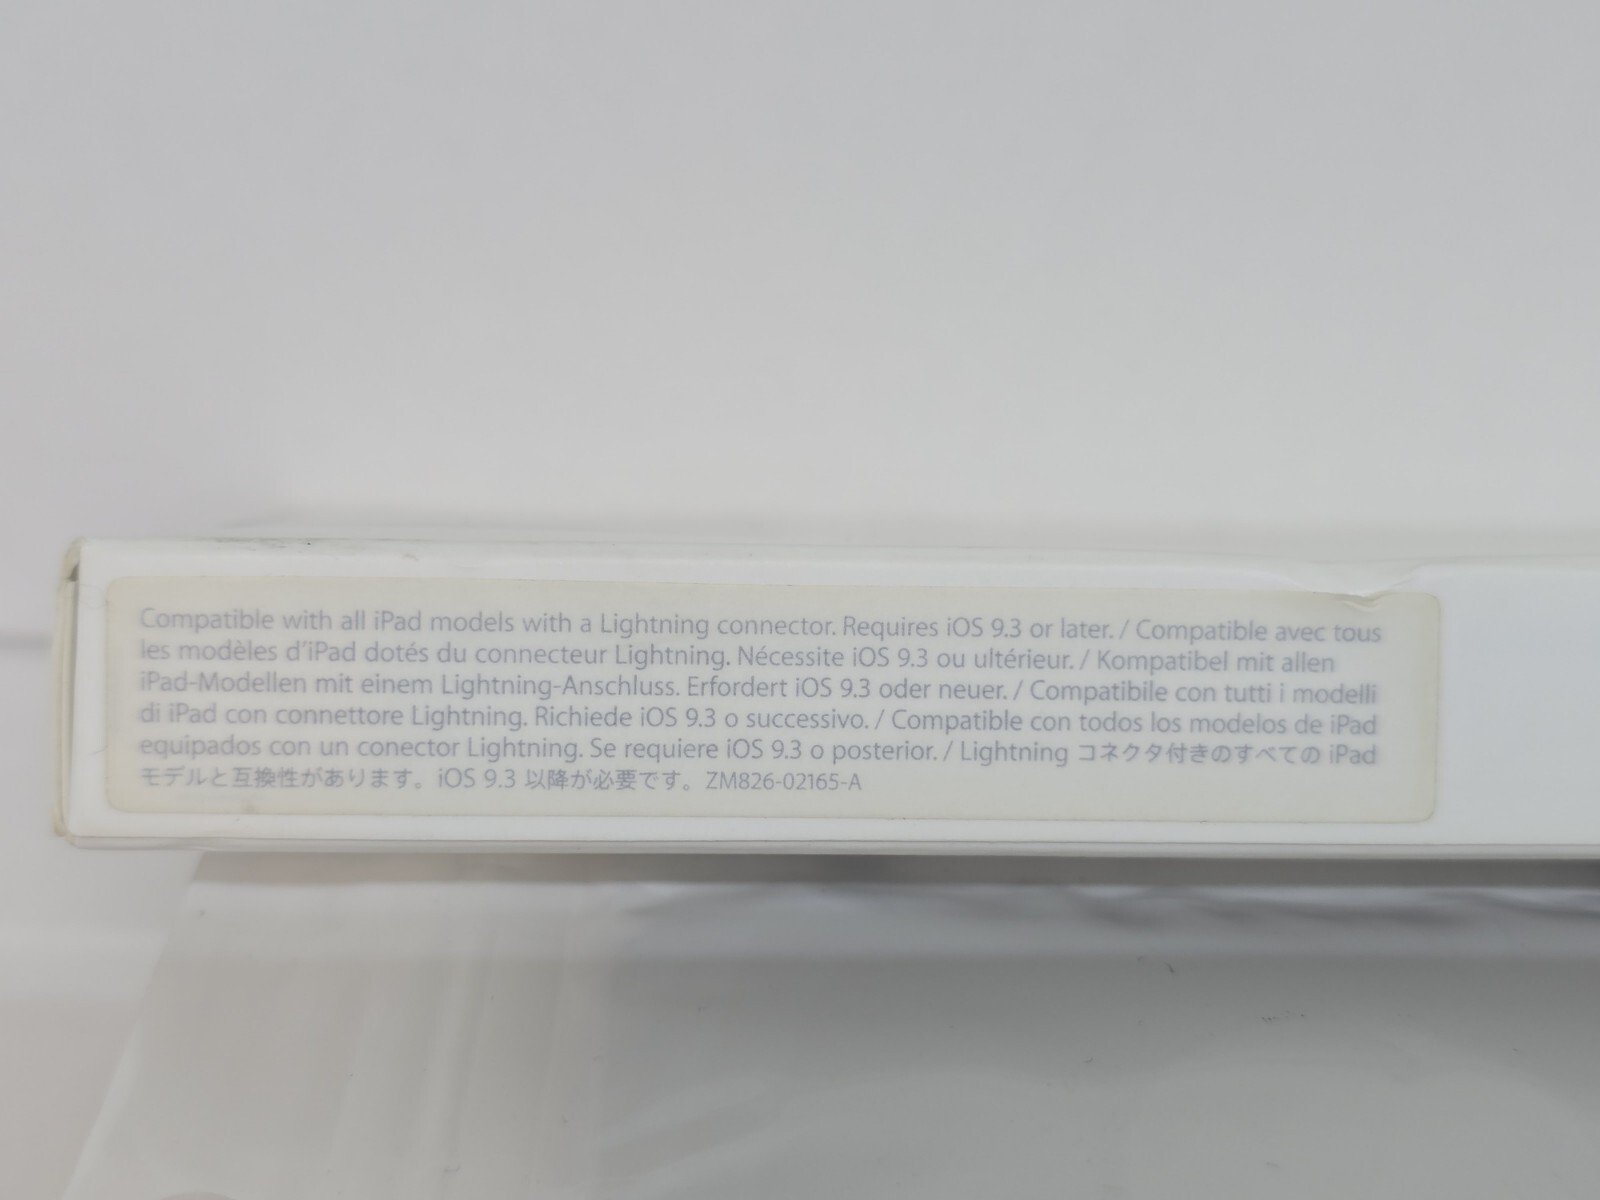 Compatible with all iPad models with a Lightning connector. Requires iOS 9.3 or later. / Compatible avec tous
les modèles d'iPad dotés du connecteur Lightning. Nécessite iOS 9.3 ou ultérieur. / Kompatibel mit allen
iPad-Modellen mit einem Lightning-Anschluss. Erfordert iOS 9.3 oder neuer. / Compatibile con tutti i modelli
di iPad con connettore Lightning. Richiede iOS 9.3 o successivo. / Compatible con todos los modelos de iPad
equipados con un conector Lightning. Se requiere iOS 9.3 o posterior. / Lightning コネクタ付きのすべての iPad
モデルと互換性があります。iOS 9.3 以降が必要です。ZM826-02165-A